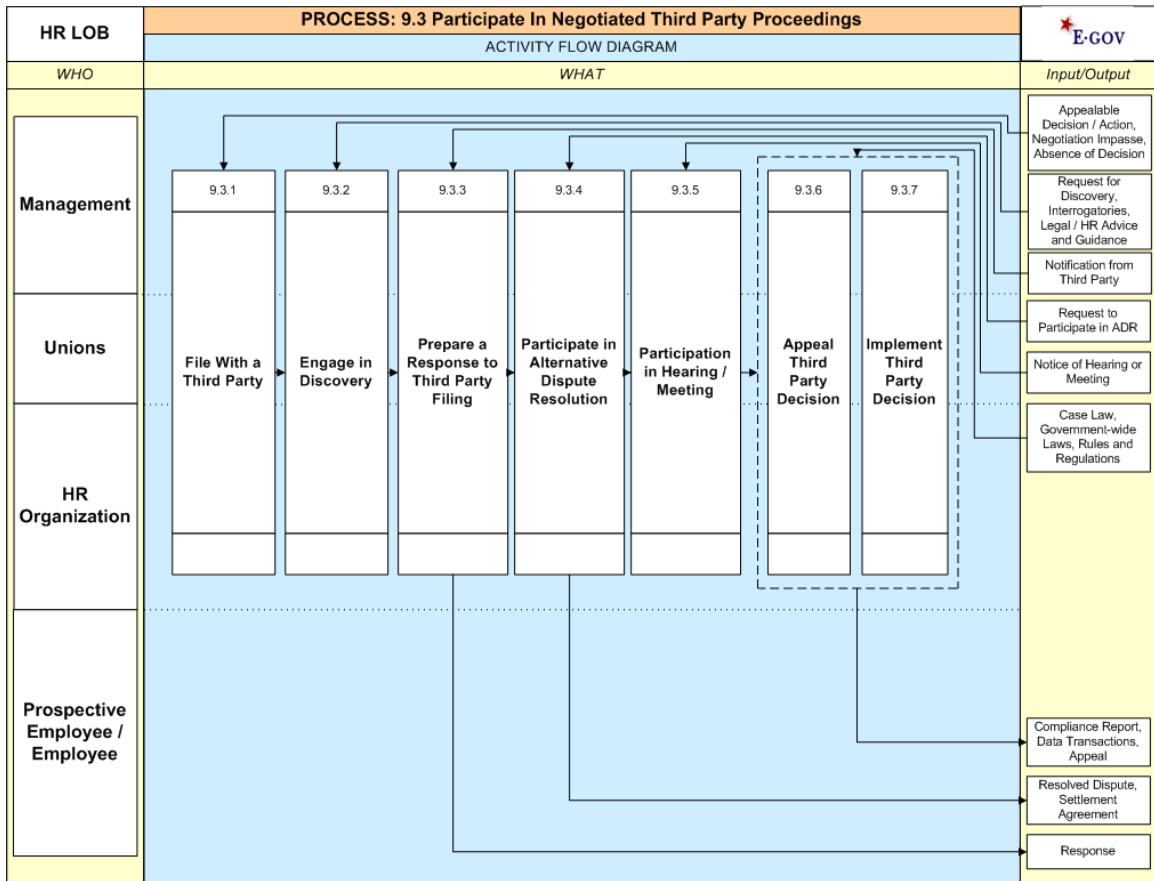 HR LOB
PROCESS: 9.3 Participate In Negotiated Third Party Proceedings
ACTIVITY FLOW DIAGRAM
E-GOV
WHO
WHAT
Input/Output
Management
Unions
HR
Organization
Prospective
Employee /
Employee
9.3.1
File With a
Third Party
9.3.2
Engage in
Discovery
9.3.3
Prepare a
Response to
Third Party
Filing
9.3.4
Participate in
Alternative
Dispute
Resolution
9.3.5
Participation
in Hearing /
Meeting
9.3.6
Appeal
Third
Party
Decision
9.3.7
Implement
Third
Party
Decision
Appealable
Decision / Action,
Negotiation Impasse,
Absence of Decision
Request for
Discovery,
Interrogatories,
Legal / HR Advice
and Guidance
Notification from
Third Party
Request to
Participate in ADR
Notice of Hearing or
Meeting
Case Law,
Government-wide
Laws, Rules and
Regulations
Compliance Report,
Data Transactions,
Appeal
Resolved Dispute,
Settlement
Agreement
Response